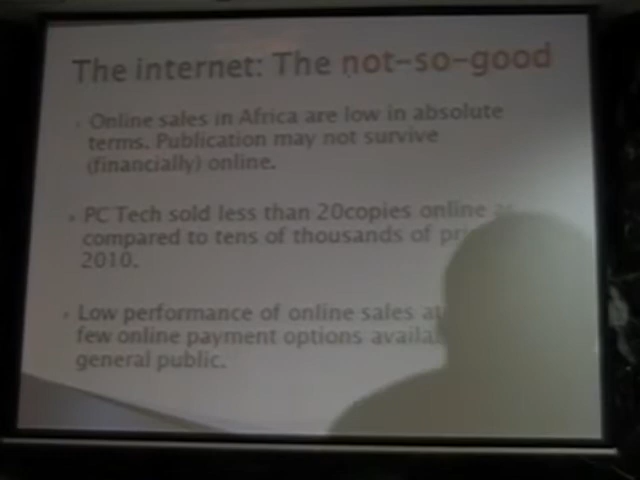 The internet: The not-so-good
Online sales in Africa are low in absolute
terms. Publication may not survive
(financially) online.
PC Tech sold less than 20copies online
compared to tens of thousands of
2010.
Low performance of online sales
few online payment options
general public.